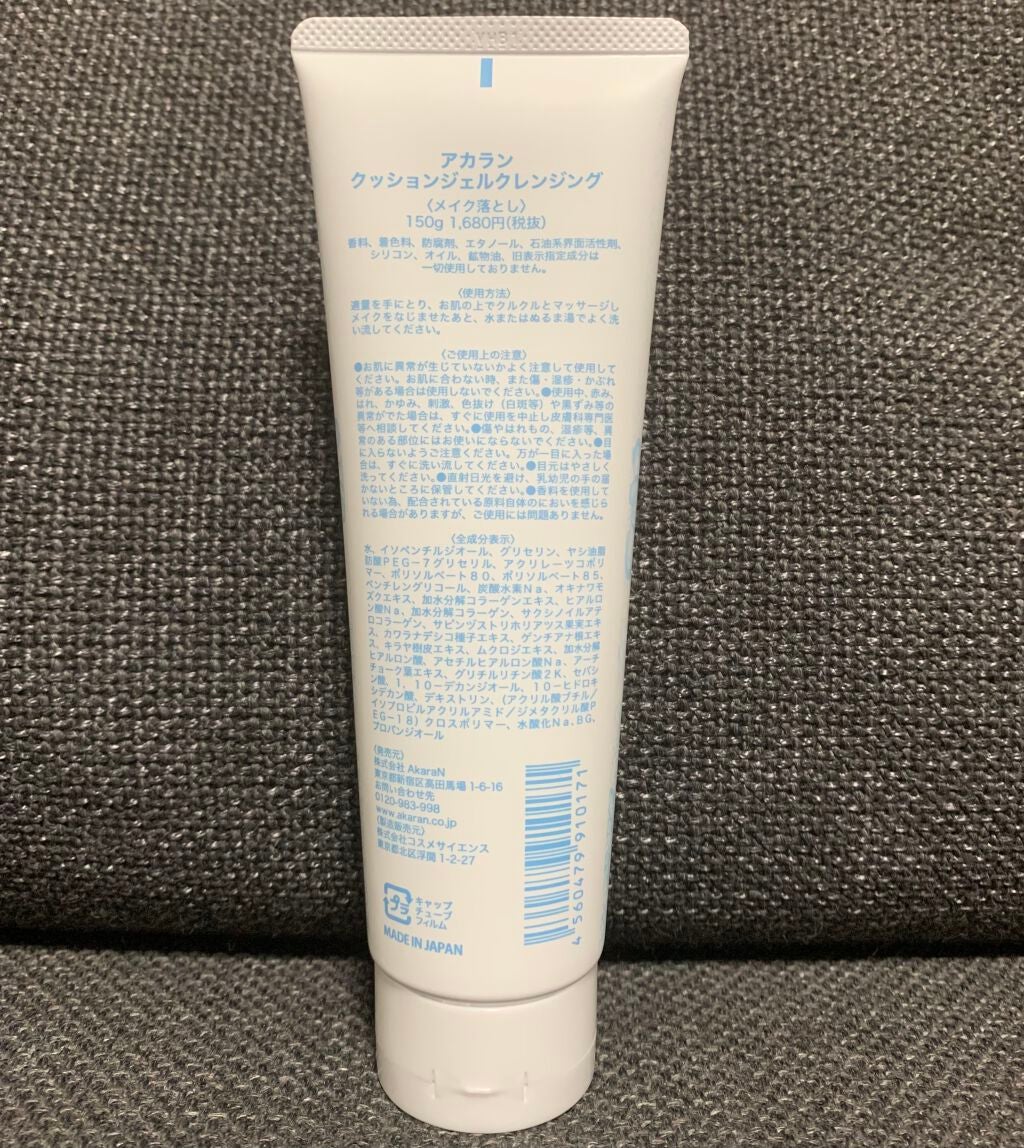 アカラン
クッションジェルクレンジング
〈メイク落とし〉
150g 1,680円(税抜)
香料、着色料、防腐剤、エタノール、石油系界面活性剤、
シリコン、オイル、鉱物油、旧表示指定成分は
一切使用しておりません。
〈使用方法〉
適量を手にとり、お肌の上でクルクルとマッサージし
メイクをなじませたあと、水またはぬるま湯でよく洗
い流してください。
〈ご使用上の注意〉
●お肌に異常が生じていないかよく注意して使用して
ください。お肌に合わない時、また傷・湿疹・かぶれ
等がある場合は使用しないでください。●使用中、赤み、
はれ、かゆみ、刺激、色抜け（白斑等）や黒ずみ等の
異常がでた場合は、すぐに使用を中止し皮膚科専門医
等へ相談してください。●傷やはれもの、湿疹等、異
常のある部位にはお使いにならないでください。●目
に入らないようご注意ください。万が一目に入った場
合は、すぐに洗い流してください。●目元はやさしく
洗ってください。●直射日光を避け、乳幼児の手の届
かないところに保管してください。●香料を使用して
いない為、配合されている原料自体のにおいを感じら
れる場合がありますが、ご使用には問題ありません。
〈全成分表示〉
水、イソペンチルジオール、グリセリン、ヤシ油脂
肪酸ＰＥＧ－７グリセリル、アクリレーツコポリ
マー、ポリソルベート８０、ポリソルベート８５、
ペンチレングリコール、炭酸水素Ｎａ、オキナワモ
ズクエキス、加水分解コラーゲンエキス、ヒアルロ
ン酸Ｎａ、加水分解コラーゲン、サクシノイルアテ
ロコラーゲン、サピンヅストリホリアツス果実エキ
ス、カワラナデシコ種子エキス、ゲンチアナ根エキ
ス、キラヤ樹皮エキス、ムクロジエキス、加水分解
ヒアルロン酸、アセチルヒアルロン酸Ｎａ、アーチ
チョーク葉エキス、グリチルリチン酸２Ｋ、セバシ
ン酸、１，１０－デカンジオール、１０－ヒドロキ
シデカン酸、デキストリン、（アクリル酸ブチル／
イソプロピルアクリルアミド／ジメタクリル酸Ｐ
ＥＧ－１８）クロスポリマー、水酸化Ｎａ、ＢＧ、
プロパンジオール
〈発売元〉
株式会社 AkaraN
東京都新宿区高田馬場 1-6-16
お問い合わせ先
0120-983-998
www.akaran.co.jp
〈製造販売元〉
株式会社コスメサイエンス
東京都北区浮間 1-2-27
プラ
キャップ
チューブ
フィルム
MADE IN JAPAN
4 560479 910171